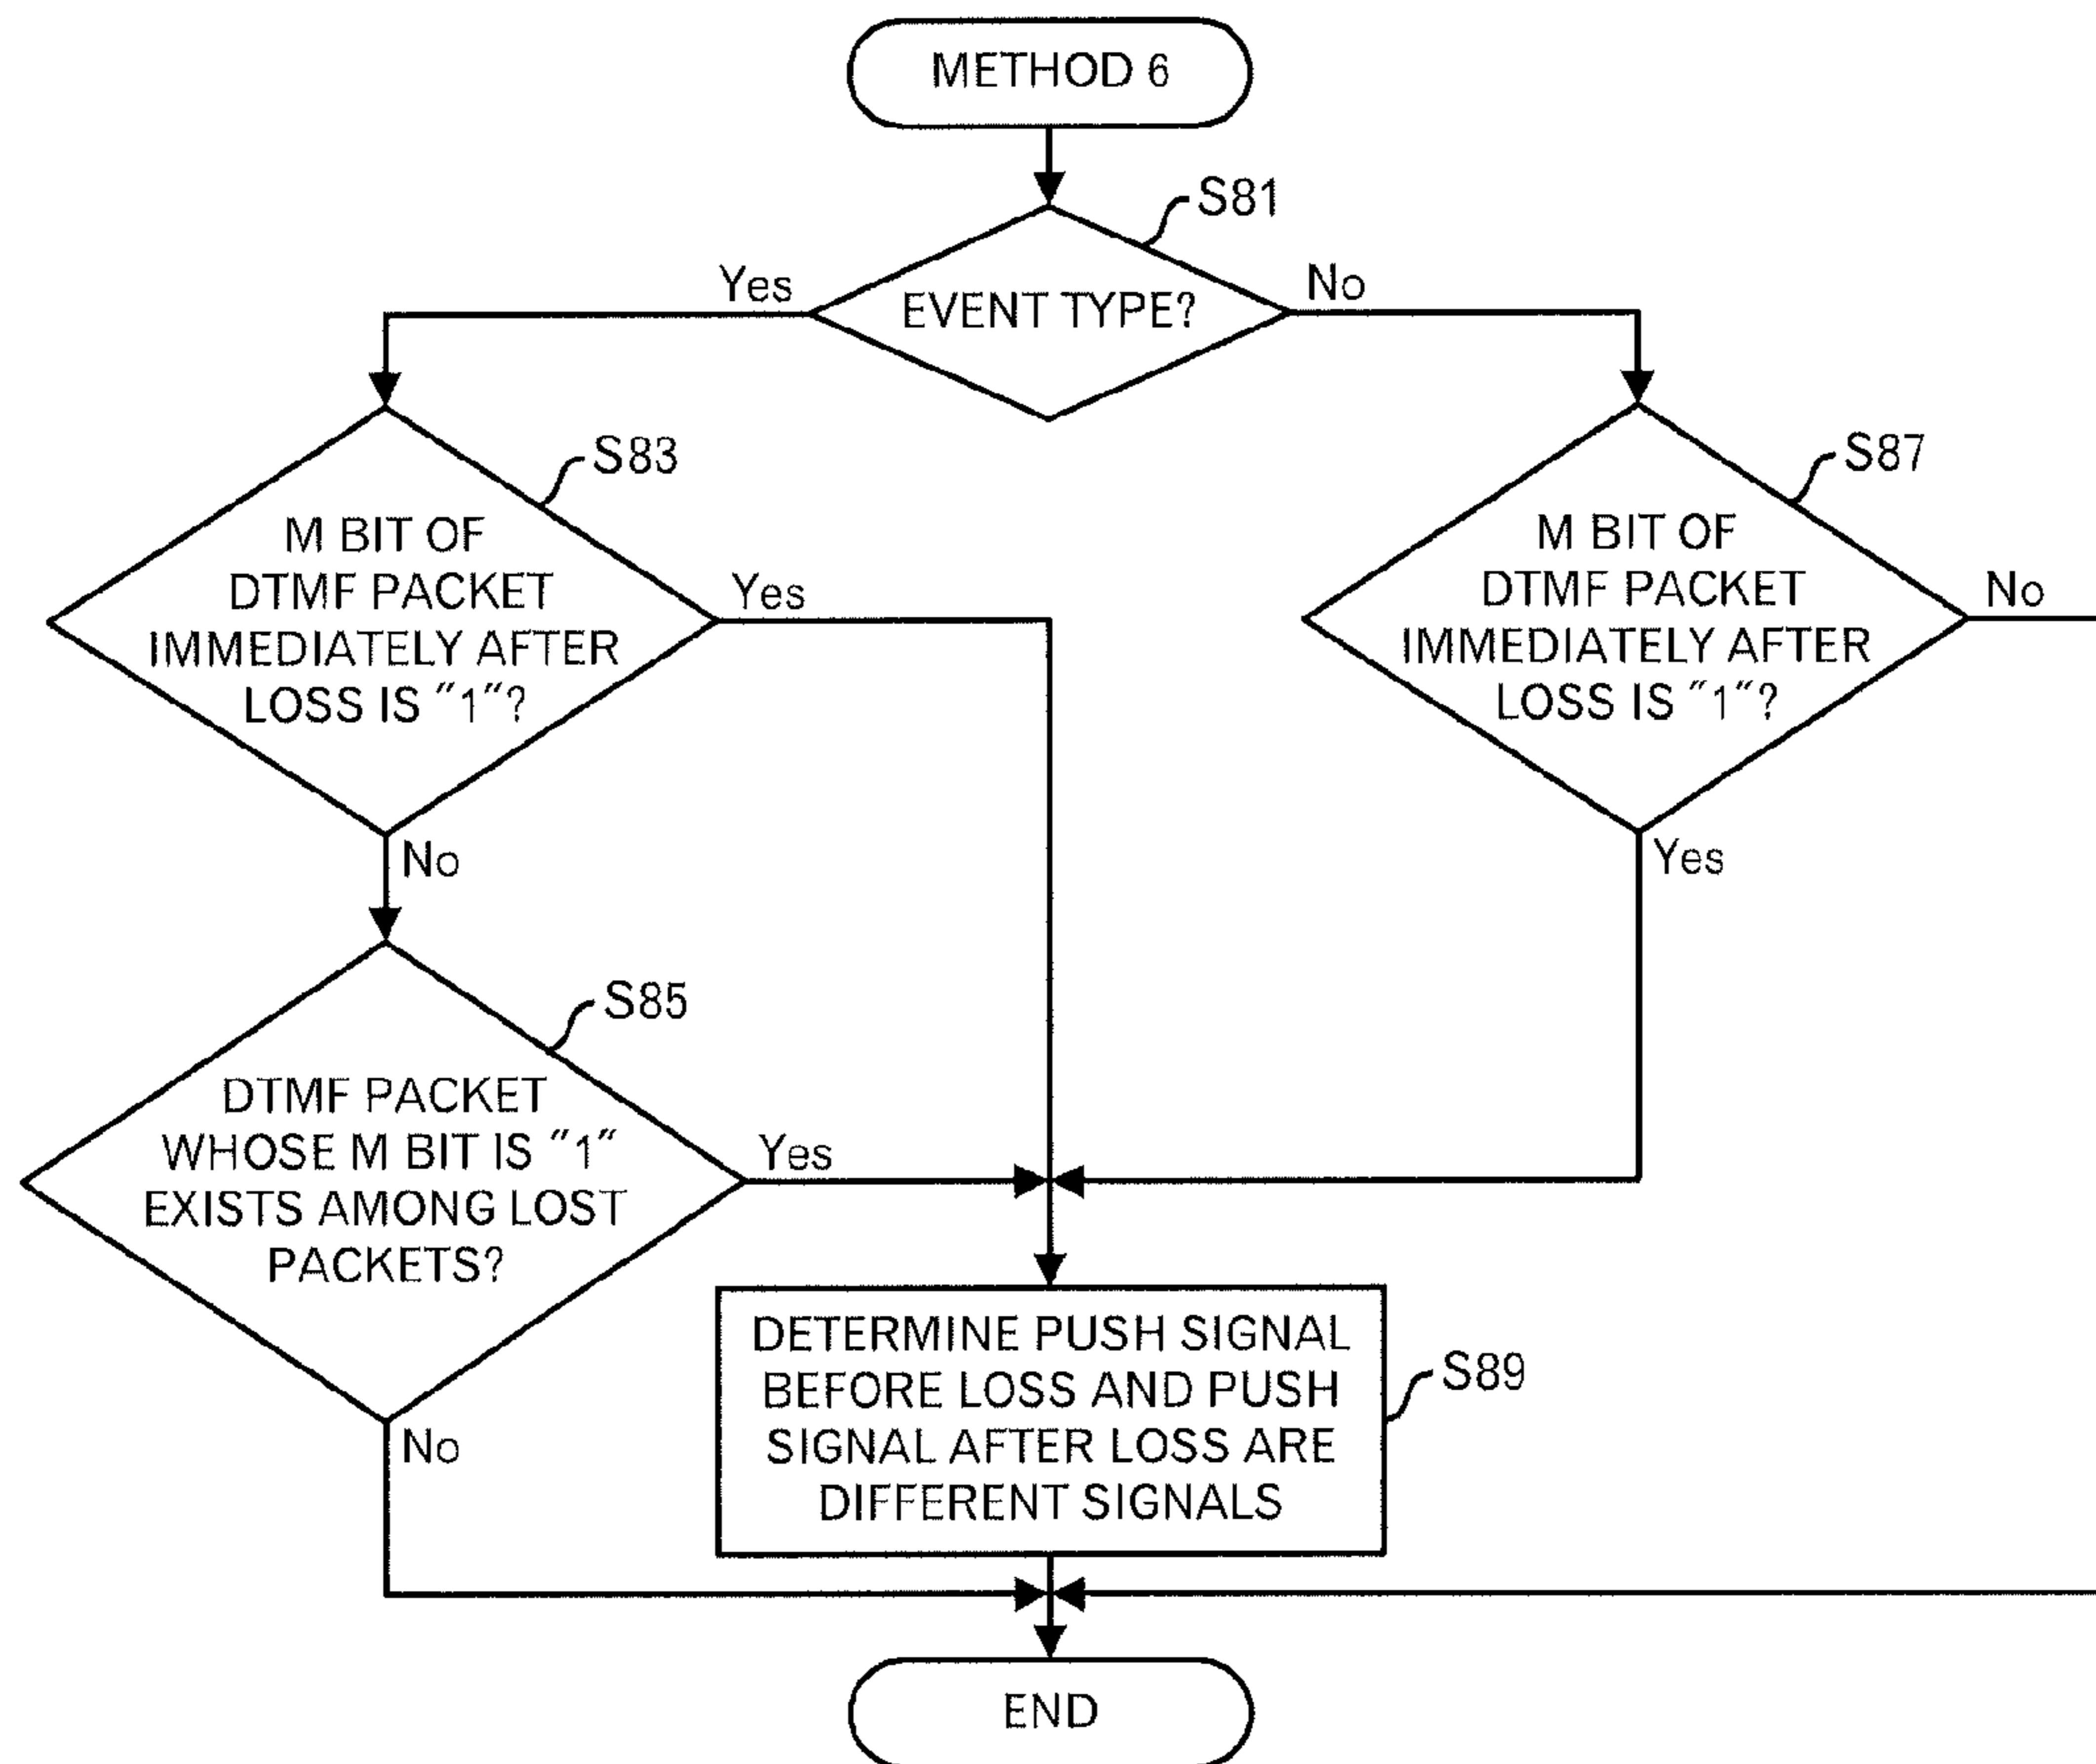 METHOD 6
S81
Yes
EVENT TYPE?
No
S83
M BIT OF
DTMF PACKET
IMMEDIATELY AFTER
LOSS IS "1"?
Yes
No
S87
M BIT OF
DTMF PACKET
IMMEDIATELY AFTER
LOSS IS "1"?
No
Yes
S85
DTMF PACKET
WHOSE M BIT IS "1"
EXISTS AMONG LOST
PACKETS?
Yes
No
DETERMINE PUSH SIGNAL
BEFORE LOSS AND PUSH
SIGNAL AFTER LOSS ARE
DIFFERENT SIGNALS
S89
END